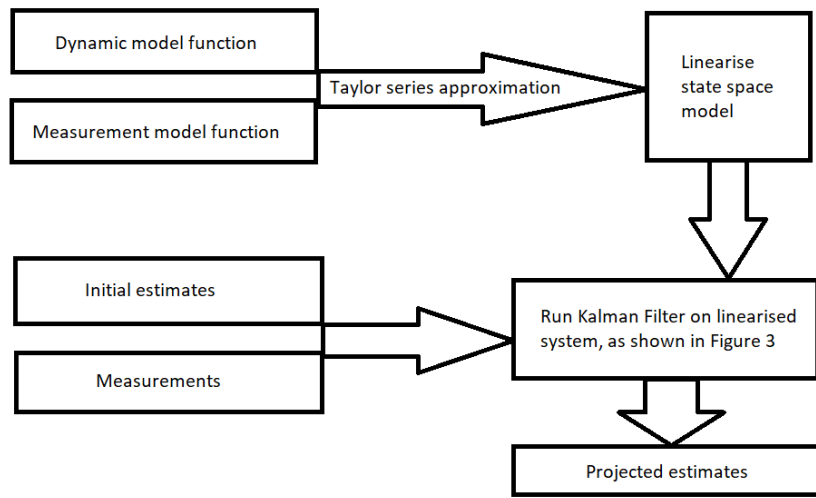 Dynamic model function
Measurement model function
Taylor series approximation
Linearise
state space
model
Initial estimates
Measurements
Run Kalman Filter on linearised
system, as shown in Figure 3
Projected estimates